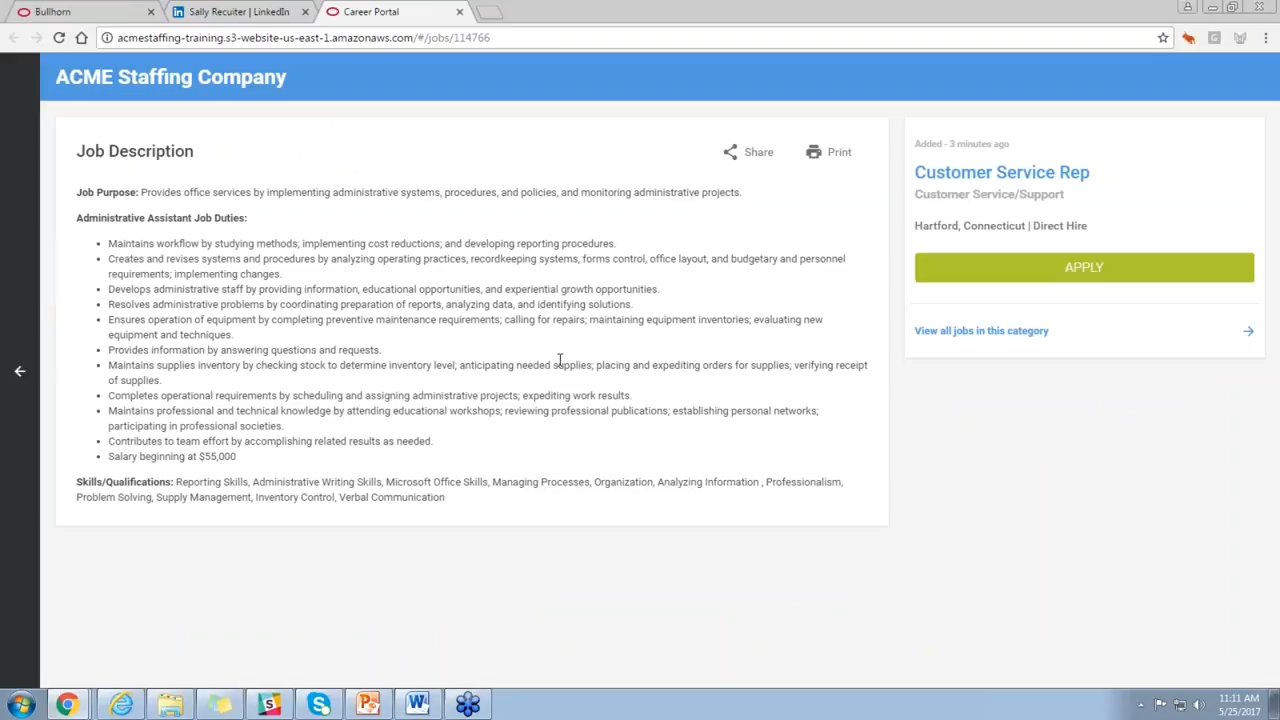 Bullhorn
Sally Recuiter | LinkedIn
Career Portal
acmestaffing-training.s3-website-us-east-1.amazonaws.com/#/jobs/114766
ACME Staffing Company
Job Description
Share
Print
Job Purpose: Provides office services by implementing administrative systems, procedures, and policies, and monitoring administrative projects.
Administrative Assistant Job Duties:
Maintains workflow by studying methods; implementing cost reductions; and developing reporting procedures.
Creates and revises systems and procedures by analyzing operating practices, recordkeeping systems, forms control, office layout, and budgetary and personnel
requirements; implementing changes.
Develops administrative staff by providing information, educational opportunities, and experiential growth opportunities.
Resolves administrative problems by coordinating preparation of reports, analyzing data, and identifying solutions.
Ensures operation of equipment by completing preventive maintenance requirements; calling for repairs; maintaining equipment inventories; evaluating new
equipment and techniques.
Provides information by answering questions and requests.
Maintains supplies inventory by checking stock to determine inventory level; anticipating needed supplies; placing and expediting orders for supplies; verifying receipt
of supplies.
Completes operational requirements by scheduling and assigning administrative projects; expediting work results.
Maintains professional and technical knowledge by attending educational workshops; reviewing professional publications; establishing personal networks;
participating in professional societies.
Contributes to team effort by accomplishing related results as needed.
Salary beginning at $55,000
Skills/Qualifications: Reporting Skills, Administrative Writing Skills, Microsoft Office Skills, Managing Processes, Organization, Analyzing Information , Professionalism,
Problem Solving, Supply Management, Inventory Control, Verbal Communication
Added - 3 minutes ago
Customer Service Rep
Customer Service/Support
Hartford, Connecticut | Direct Hire
APPLY
View all jobs in this category
11:11 AM
5/25/2017